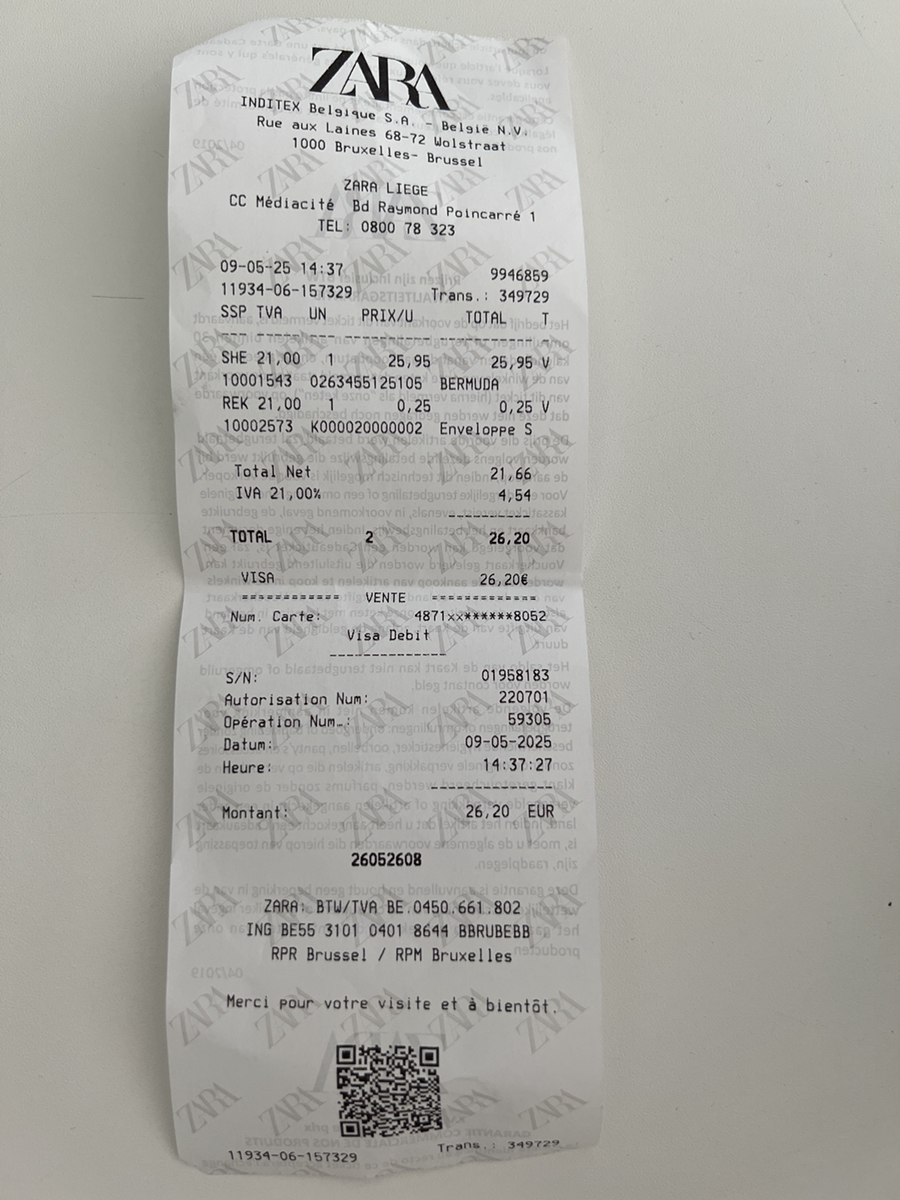 ZARA
INDITEX Belgique S.A. - België N.V.
Rue aux Laines 68-72 Wolstraat
1000 Bruxelles- Brussel
ZARA LIEGE
CC Médiacité Bd Raymond Poincarré 1
TEL: 0800 78 323
09-05-25 14:37 9946859
11934-06-157329 Trans.: 349729
SSP TVA UN PRIX/U TOTAL T
SHE 21,00 1 25,95 25,95 V
10001543 0263455125105 BERMUDA
REK 21,00 1 0,25 0,25 V
10002573 K000020000002 Enveloppe S
Total Net 21,66
IVA 21,00% 4,54
TOTAL 2 26,20
VISA 26,20€
============ VENTE =============
Num. Carte: 4871xx******8052
Visa Debit
S/N: 01958183
Autorisation Num: 220701
Opération Num.: 59305
Datum: 09-05-2025
Heure: 14:37:27
Montant: 26,20 EUR
26052608
ZARA: BTW/TVA BE.0450.661.802
ING BE55 3101 0401 8644 BBRUBEBB
RPR Brussel / RPM Bruxelles
Merci pour votre visite et à bientôt.
11934-06-157329 Trans.: 349729